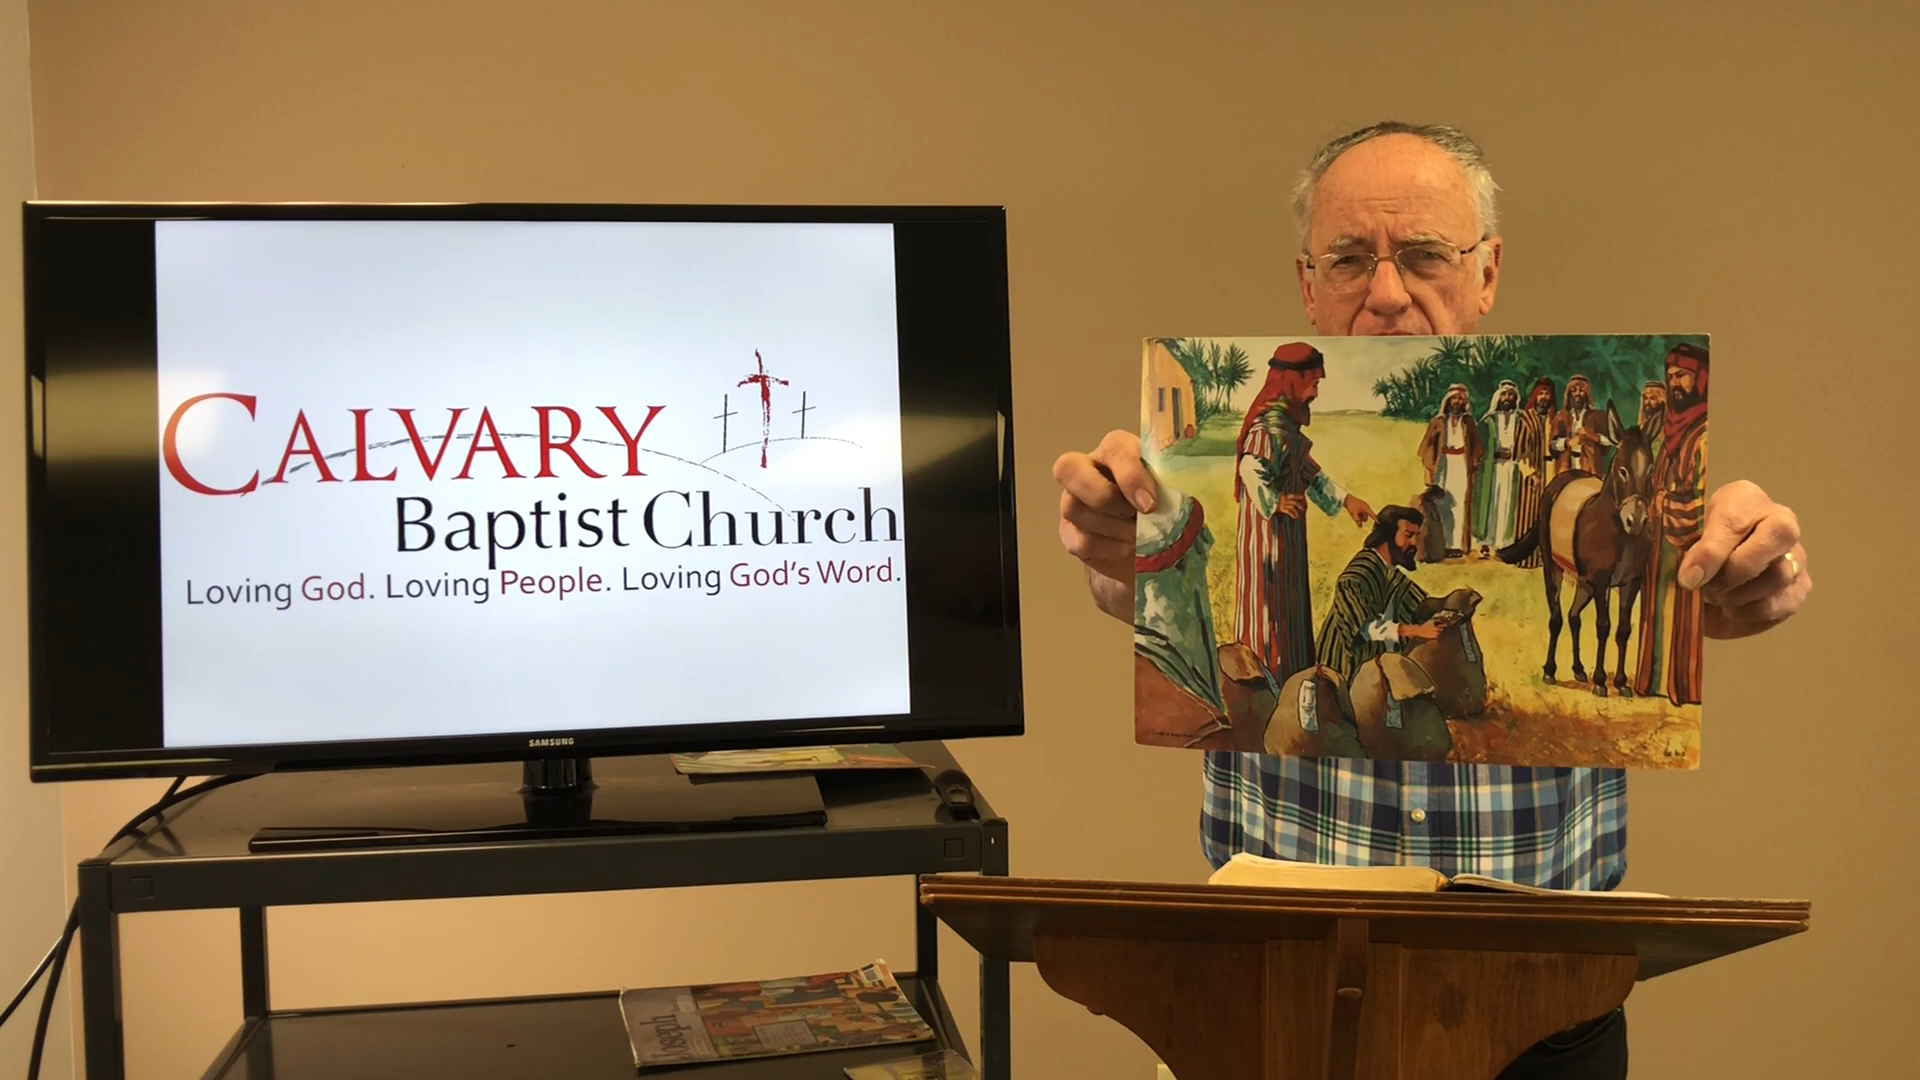 CALVARY
Baptist Church
Loving God. Loving People. Loving God's Word.
SAMSUNG
Joseph